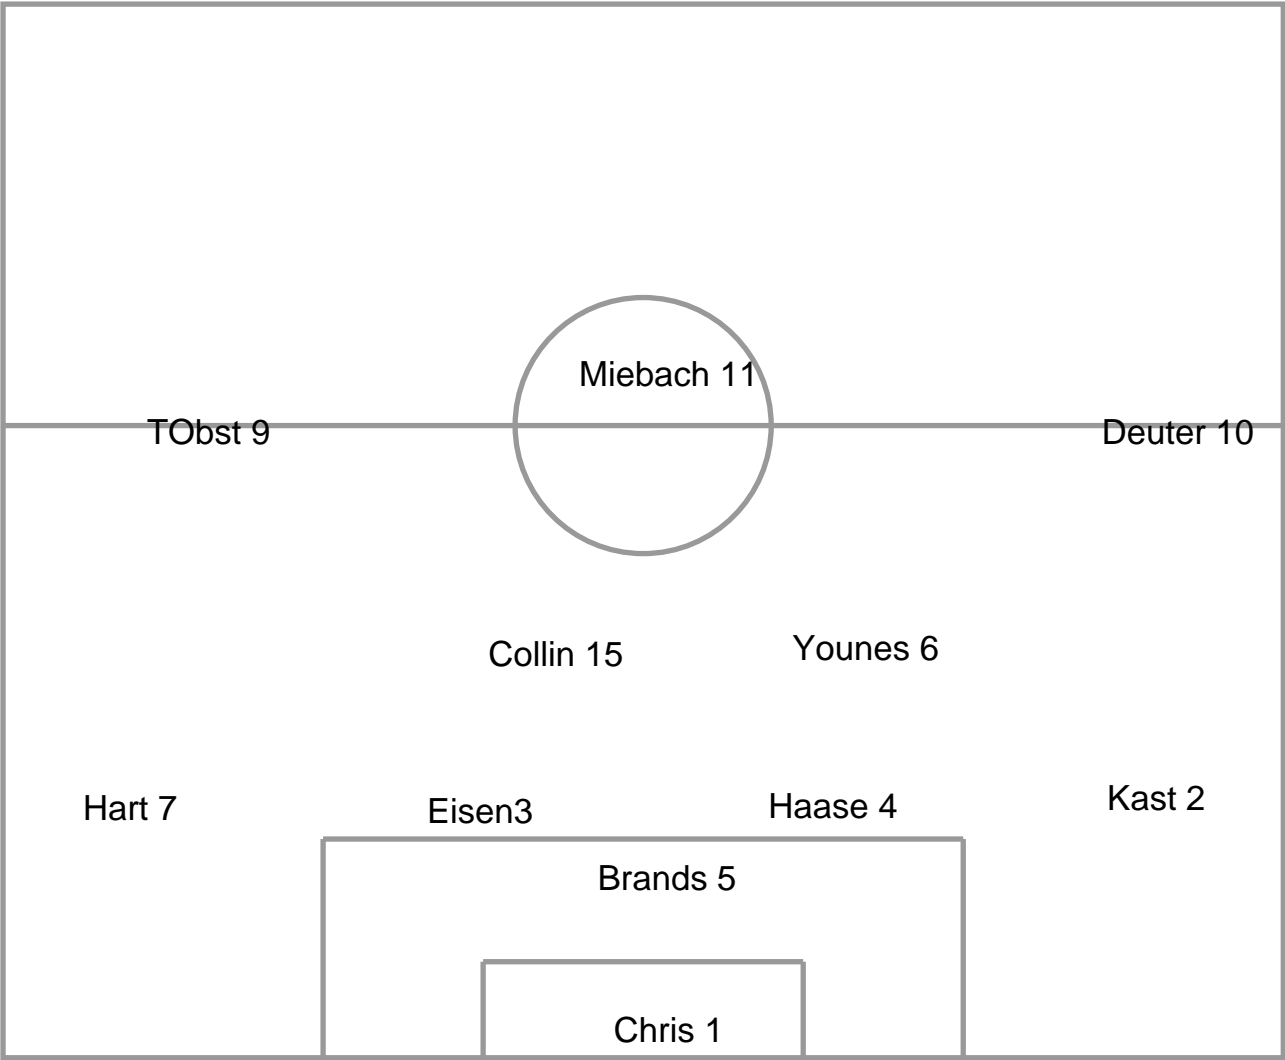 Miebach 11
TObst 9
Deuter 10
Collin 15
Younes 6
Hart 7
Eisen3
Haase 4
Kast 2
Brands 5
Chris 1